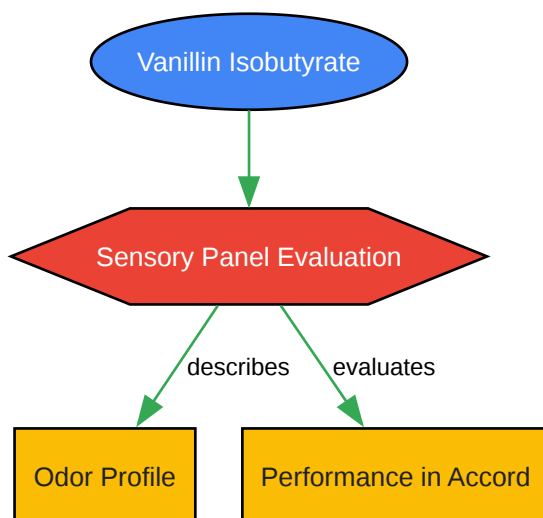 Vanillin Isobutyrate
Sensory Panel Evaluation
describes
evaluates
Odor Profile
Performance in Accord